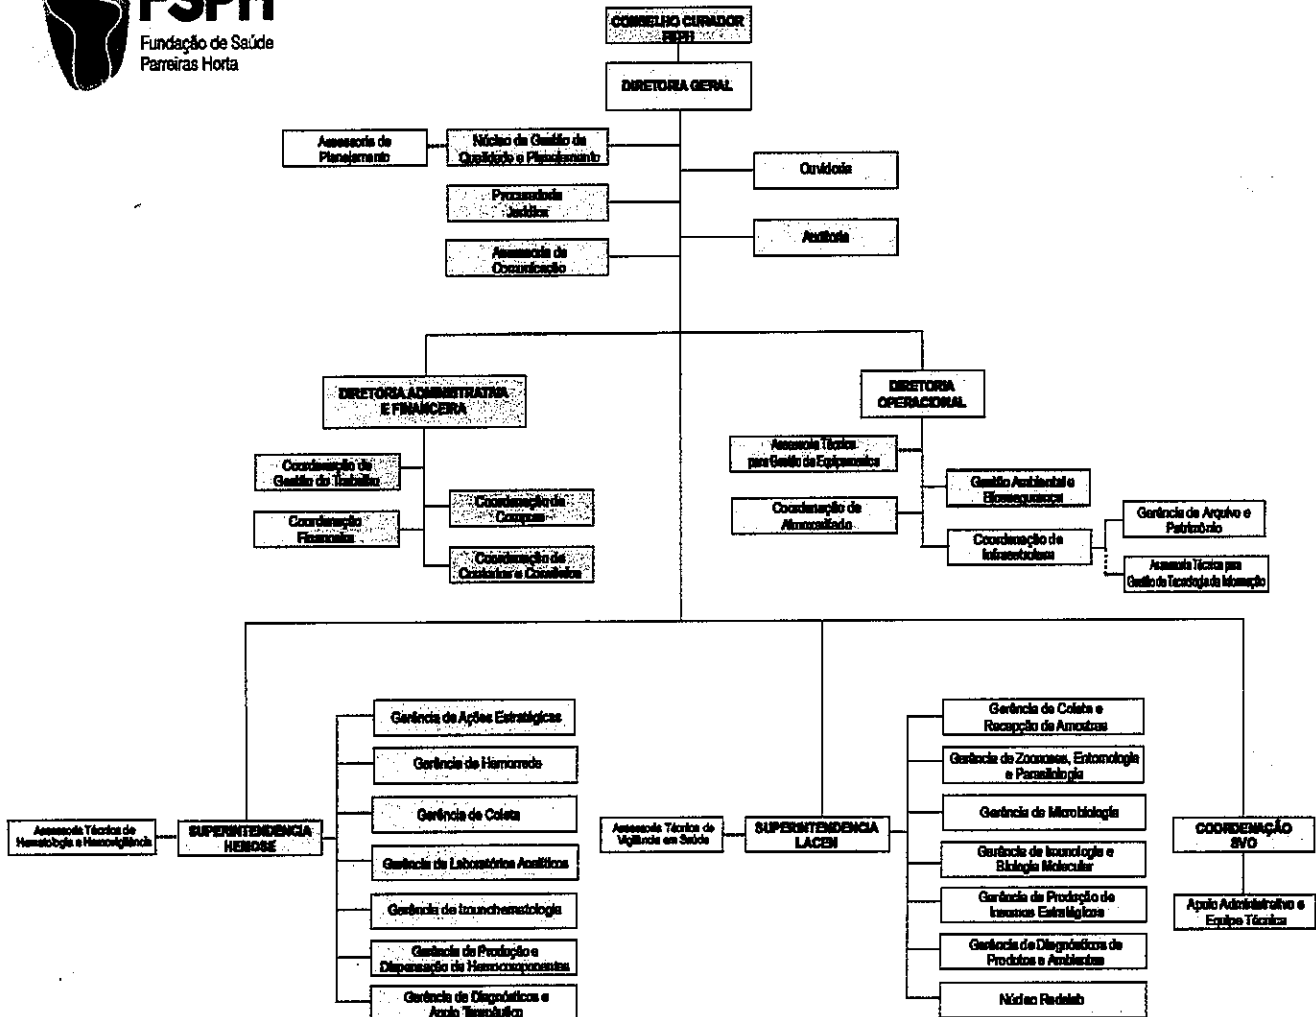 FSPH
Fundação de Saúde
Parreiras Horta
CONSELHO CURADOR
FSPH
DIRETORIA GERAL
Assessoria de
Planejamento
Núcleo de Gestão da
Qualidade e Planejamento
Ouvidoria
Procuradoria
Jurídica
Auditoria
Assessoria de
Comunicação
DIRETORIA ADMINISTRATIVA
E FINANCEIRA
DIRETORIA
OPERACIONAL
Coordenação de
Gestão do Trabalho
Coordenação de
Compras
Coordenação
Financeira
Coordenação de
Contratos e Convênios
Assessoria Técnica
para Gestão de Equipamentos
Gestão Ambiental e
Biossegurança
Coordenação de
Almoxarifado
Coordenação de
Infraestrutura
Gerência de Arquivo e
Patrimônio
Assessoria Técnica para
Gestão da Tecnologia da Informação
Assessoria Técnica de
Hematologia e Hemovigilância
SUPERINTENDENCIA
HEMOSE
Gerência de Ações Estratégicas
Gerência de Hemorrede
Gerência de Coleta
Gerência de Laboratórios Analíticos
Gerência de Imunohematologia
Gerência de Produção e
Dispensação de Hemocomponentes
Gerência de Diagnósticos e
Apoio Terapêutico
Assessoria Técnica de
Vigilância em Saúde
SUPERINTENDENCIA
LACEN
Gerência de Coleta e
Recepção de Amostras
Gerência de Zoonoses, Entomologia
e Parasitologia
Gerência de Microbiologia
Gerência de Imunologia e
Biologia Molecular
Gerência de Produção de
Insumos Estratégicos
Gerência de Diagnósticos de
Produtos e Ambientes
Núcleo Redelab
COORDENAÇÃO
SVO
Apoio Administrativo e
Equipe Técnica